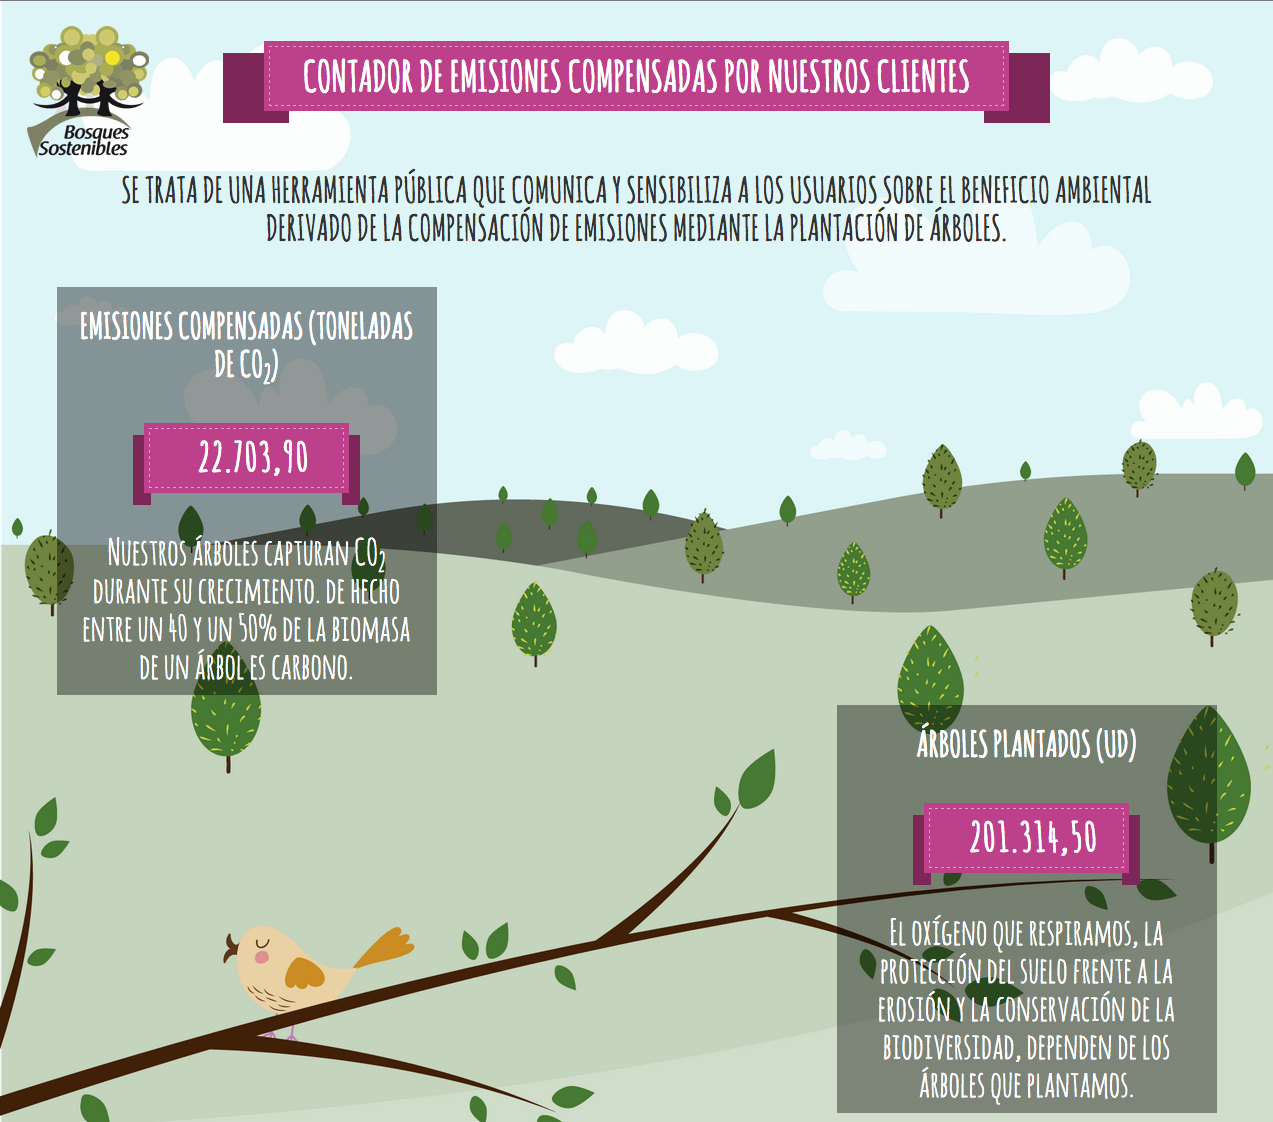 Bosques
Sostenibles
CONTADOR DE EMISIONES COMPENSADAS POR NUESTROS CLIENTES
SE TRATA DE UNA HERRAMIENTA PÚBLICA QUE COMUNICA Y SENSIBILIZA A LOS USUARIOS SOBRE EL BENEFICIO AMBIENTAL
DERIVADO DE LA COMPENSACIÓN DE EMISIONES MEDIANTE LA PLANTACIÓN DE ÁRBOLES.
EMISIONES COMPENSADAS (TONELADAS
DE CO₂)
22.703,90
NUESTROS ÁRBOLES CAPTURAN CO₂
DURANTE SU CRECIMIENTO. DE HECHO
ENTRE UN 40 Y UN 50% DE LA BIOMASA
DE UN ÁRBOL ES CARBONO.
ÁRBOLES PLANTADOS (UD)
201.314,50
EL OXÍGENO QUE RESPIRAMOS, LA
PROTECCIÓN DEL SUELO FRENTE A LA
EROSIÓN Y LA CONSERVACIÓN DE LA
BIODIVERSIDAD, DEPENDEN DE LOS
ÁRBOLES QUE PLANTAMOS.